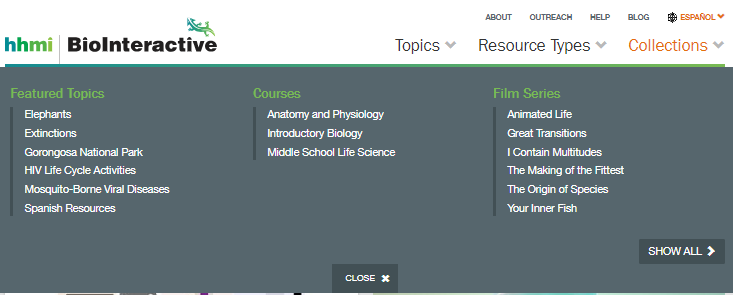 ABOUT OUTREACH HELP BLOG ESPAÑOL
hhmi BioInteractive
Topics Resource Types Collections
Featured Topics
Elephants
Extinctions
Gorongosa National Park
HIV Life Cycle Activities
Mosquito-Borne Viral Diseases
Spanish Resources
Courses
Anatomy and Physiology
Introductory Biology
Middle School Life Science
Film Series
Animated Life
Great Transitions
I Contain Multitudes
The Making of the Fittest
The Origin of Species
Your Inner Fish
SHOW ALL
CLOSE